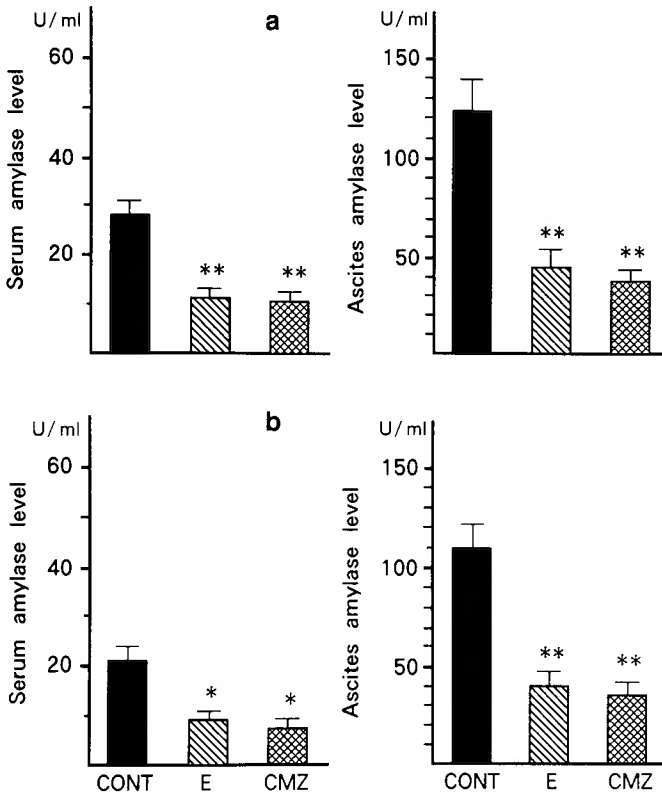 U/ml
a
60
40
20
Serum amylase level
**
**
U/ml
150
100
50
Ascites amylase level
**
**
U/ml
b
60
40
20
Serum amylase level
*
*
CONT
E
CMZ
U/ml
150
100
50
Ascites amylase level
**
**
CONT
E
CMZ